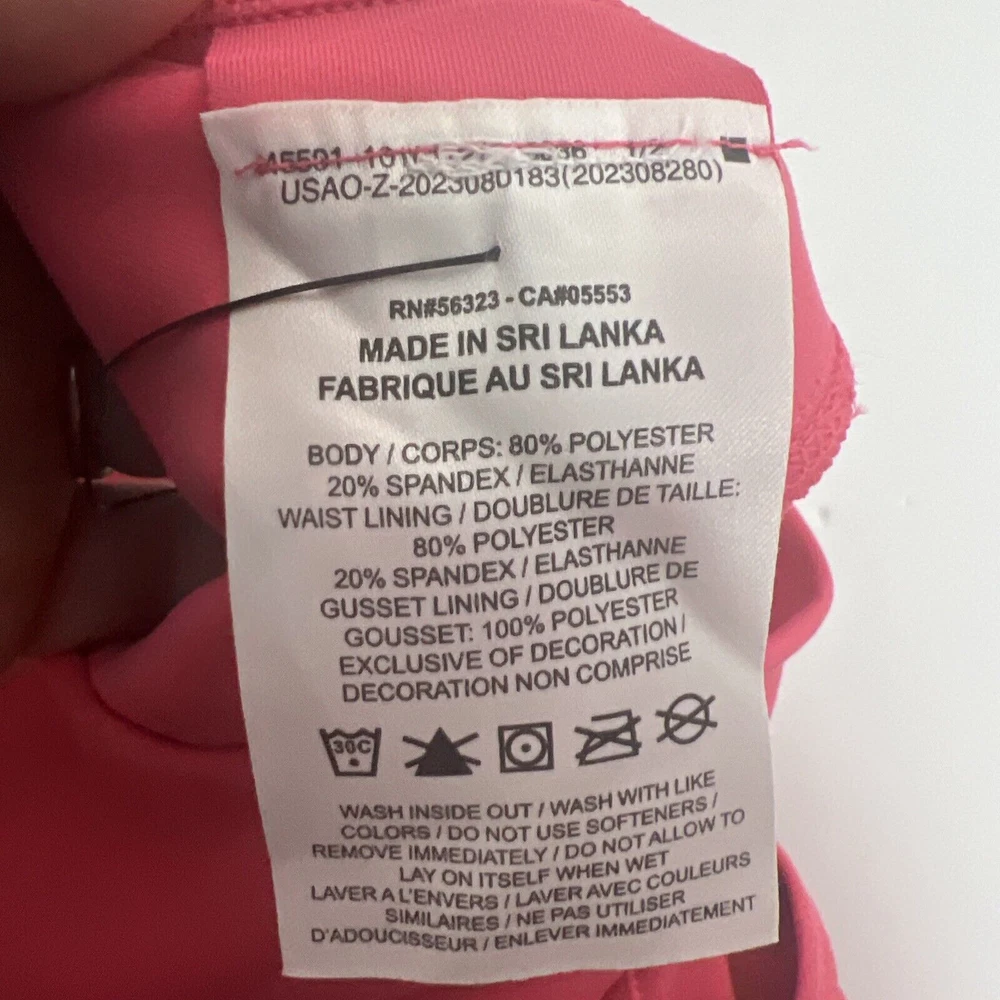 USAO-Z-2023080183(202308280)
RN#56323 - CA#05553
MADE IN SRI LANKA
FABRIQUE AU SRI LANKA
BODY / CORPS: 80% POLYESTER
20% SPANDEX / ELASTHANNE
WAIST LINING / DOUBLURE DE TAILLE:
80% POLYESTER
20% SPANDEX / ELASTHANNE
GUSSET LINING / DOUBLURE DE
GOUSSET: 100% POLYESTER
EXCLUSIVE OF DECORATION /
DECORATION NON COMPRISE
30C
WASH INSIDE OUT / WASH WITH LIKE
COLORS / DO NOT USE SOFTENERS /
REMOVE IMMEDIATELY / DO NOT ALLOW TO
LAY ON ITSELF WHEN WET
LAVER A L'ENVERS / LAVER AVEC COULEURS
SIMILAIRES / NE PAS UTILISER
D'ADOUCISSEUR / ENLEVER IMMEDIATEMENT